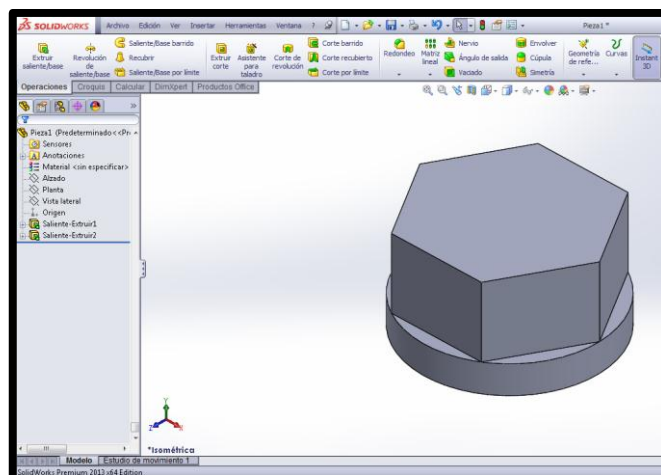 SOLIDWORKS Archivo Edición Ver Insertar Herramientas Ventana ? Pieza1 *
Extruir saliente/base
Revolución de saliente/base
Saliente/Base barrido
Recubrir
Saliente/Base por límite
Extruir corte
Asistente para taladro
Corte de revolución
Corte barrido
Corte recubierto
Corte por límite
Redondeo
Matriz lineal
Nervio
Ángulo de salida
Vaciado
Envolver
Cúpula
Simetría
Geometría de refe...
Curvas
Instant 3D
Operaciones Croquis Calcular DimXpert Productos Office
Pieza1 (Predeterminado<<Pr
Sensores
Anotaciones
Material <sin especificar>
Alzado
Planta
Vista lateral
Origen
Saliente-Extruir1
Saliente-Extruir2
Y
Z
X
*Isométrica
Modelo Estudio de movimiento 1
SolidWorks Premium 2013 x64 Edition